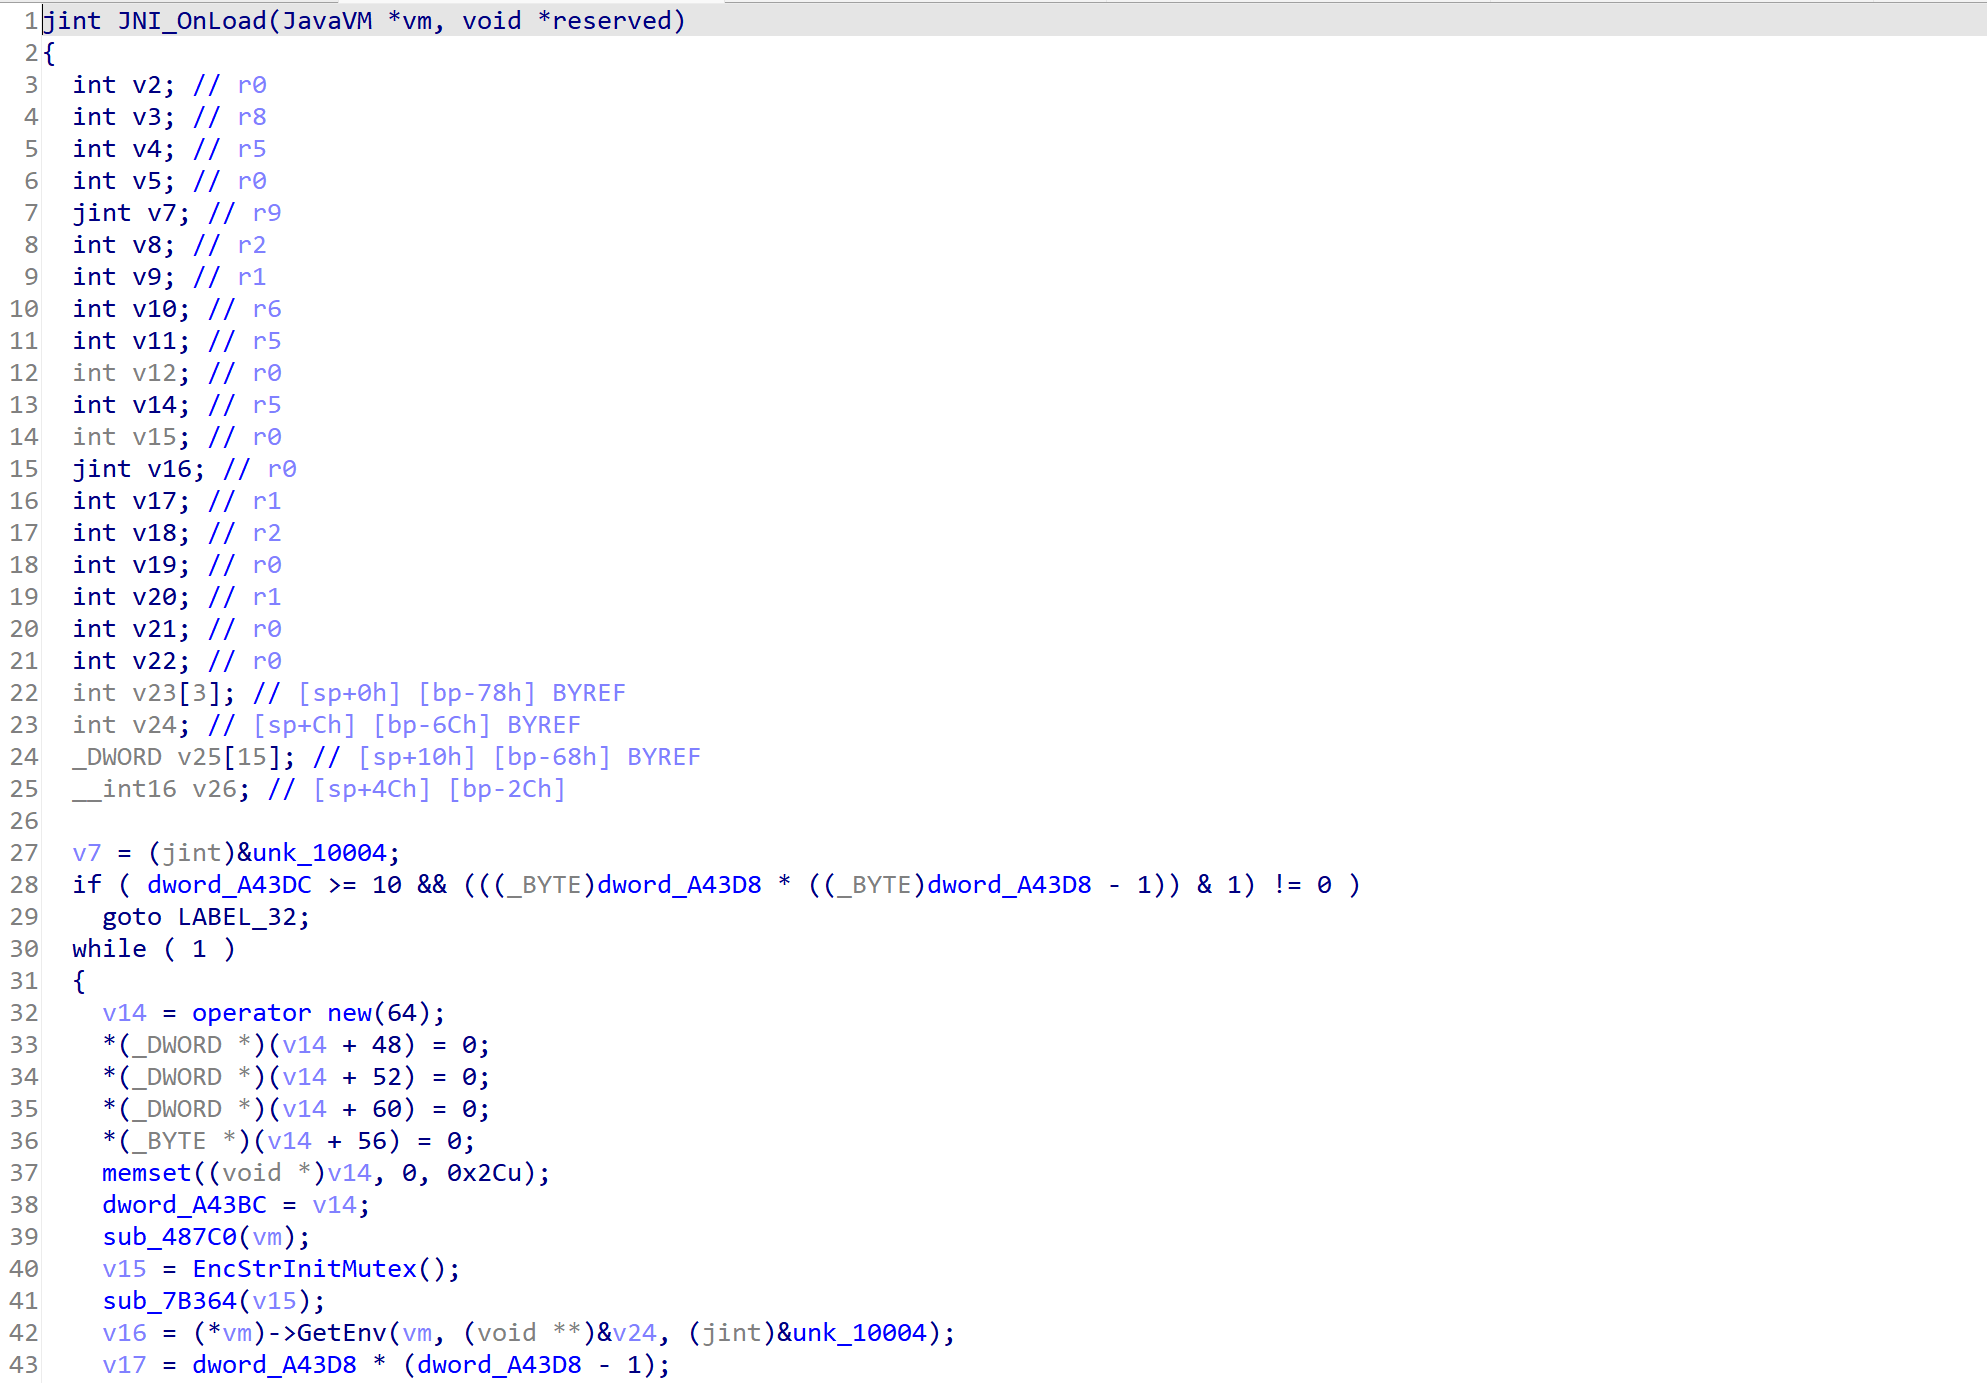 1 jint JNI_OnLoad(JavaVM *vm, void *reserved)
2 {
3   int v2; // r0
4   int v3; // r8
5   int v4; // r5
6   int v5; // r0
7   jint v7; // r9
8   int v8; // r2
9   int v9; // r1
10   int v10; // r6
11   int v11; // r5
12   int v12; // r0
13   int v14; // r5
14   int v15; // r0
15   jint v16; // r0
16   int v17; // r1
17   int v18; // r2
18   int v19; // r0
19   int v20; // r1
20   int v21; // r0
21   int v22; // r0
22   int v23[3]; // [sp+0h] [bp-78h] BYREF
23   int v24; // [sp+Ch] [bp-6Ch] BYREF
24   _DWORD v25[15]; // [sp+10h] [bp-68h] BYREF
25   __int16 v26; // [sp+4Ch] [bp-2Ch]
26
27   v7 = (jint)&unk_10004;
28   if ( dword_A43DC >= 10 && (((_BYTE)dword_A43D8 * ((_BYTE)dword_A43D8 - 1)) & 1) != 0 )
29     goto LABEL_32;
30   while ( 1 )
31   {
32     v14 = operator new(64);
33     *(_DWORD *)(v14 + 48) = 0;
34     *(_DWORD *)(v14 + 52) = 0;
35     *(_DWORD *)(v14 + 60) = 0;
36     *(_BYTE *)(v14 + 56) = 0;
37     memset((void *)v14, 0, 0x2Cu);
38     dword_A43BC = v14;
39     sub_487C0(vm);
40     v15 = EncStrInitMutex();
41     sub_7B364(v15);
42     v16 = (*vm)->GetEnv(vm, (void **)&v24, (jint)&unk_10004);
43     v17 = dword_A43D8 * (dword_A43D8 - 1);